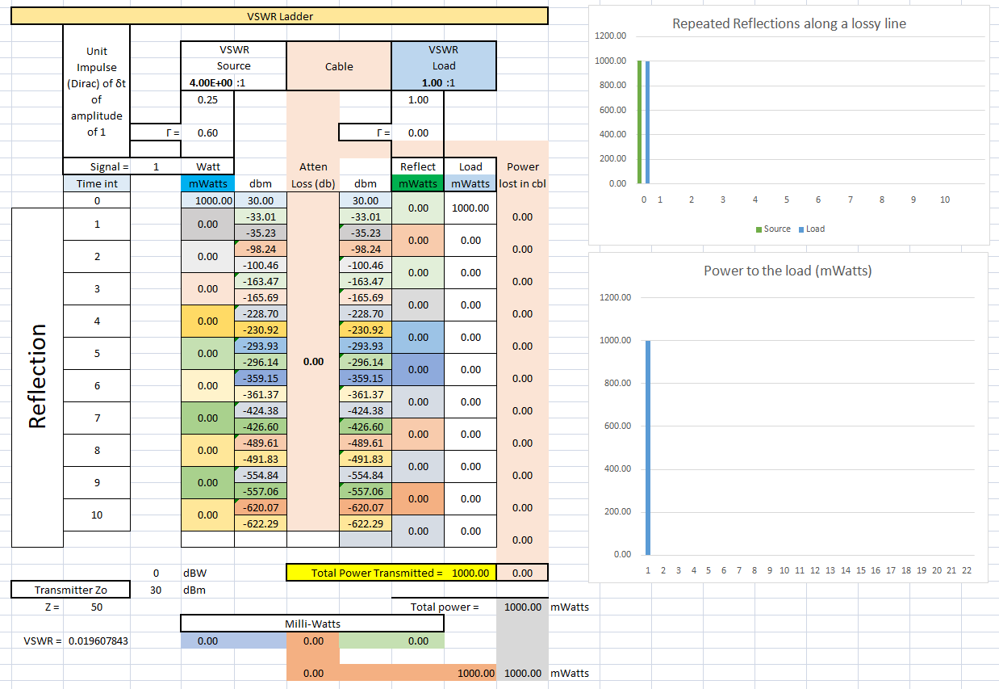 VSWR Ladder
Unit
Impulse
(Dirac) of δt
of
amplitude
of 1
VSWR
Source
4.00E+00 :1
Cable
VSWR
Load
1.00 :1
0.25 1.00
Γ = 0.60 Γ = 0.00
Signal = 1 Watt Atten Reflect Load Power
Time int mWatts dbm Loss (db) dbm mWatts mWatts lost in cbl
0 1000.00 30.00 30.00 0.00 1000.00 0.00
1 0.00 -33.01 -33.01
-35.23 -35.23 0.00 0.00 0.00
2 0.00 -98.24 -98.24
-100.46 -100.46 0.00 0.00 0.00
3 0.00 -163.47 -163.47
-165.69 -165.69 0.00 0.00 0.00
4 0.00 -228.70 -228.70
-230.92 -230.92 0.00 0.00 0.00
5 0.00 -293.93 -293.93
0.00
-296.14 -296.14 0.00 0.00 0.00
6 0.00 -359.15 -359.15
-361.37 -361.37 0.00 0.00 0.00
7 0.00 -424.38 -424.38
-426.60 -426.60 0.00 0.00 0.00
8 0.00 -489.61 -489.61
-491.83 -491.83 0.00 0.00 0.00
9 0.00 -554.84 -554.84
-557.06 -557.06 0.00 0.00 0.00
10 0.00 -620.07 -620.07
-622.29 -622.29 0.00 0.00 0.00
Reflection
0 dBW Total Power Transmitted = 1000.00 0.00
Transmitter Zo 30 dBm
Z = 50 Total power = 1000.00 mWatts
Milli-Watts
VSWR = 0.019607843 0.00 0.00 0.00
0.00 1000.00 1000.00 mWatts
Repeated Reflections along a lossy line
1200.00
1000.00
800.00
600.00
400.00
200.00
0.00
0 1 2 3 4 5 6 7 8 9 10
Source Load
Power to the load (mWatts)
1200.00
1000.00
800.00
600.00
400.00
200.00
0.00
1 2 3 4 5 6 7 8 9 10 11 12 13 14 15 16 17 18 19 20 21 22